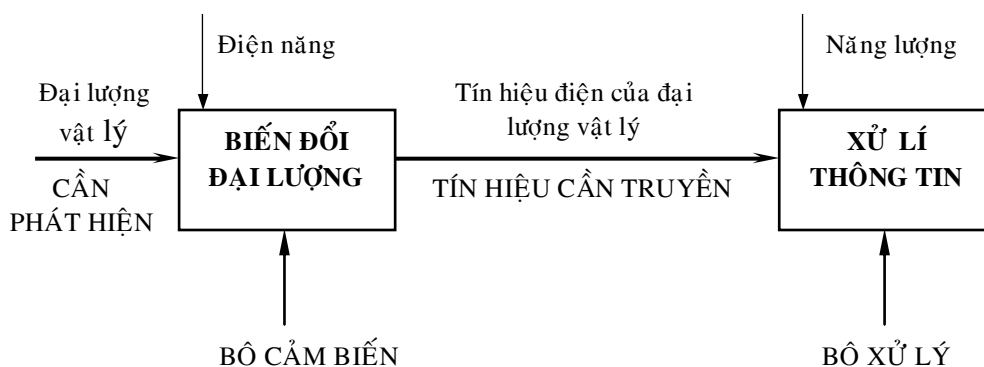 Điện năng
Năng lượng
Đại lượng
vật lý
Tín hiệu điện của đại
lượng vật lý
BIẾN ĐỔI
ĐẠI LƯỢNG
XỬ LÍ
THÔNG TIN
CẦN
PHÁT HIỆN
TÍN HIỆU CẦN TRUYỀN
BÔ CẢM BIẾN
BÔ XỬ LÝ